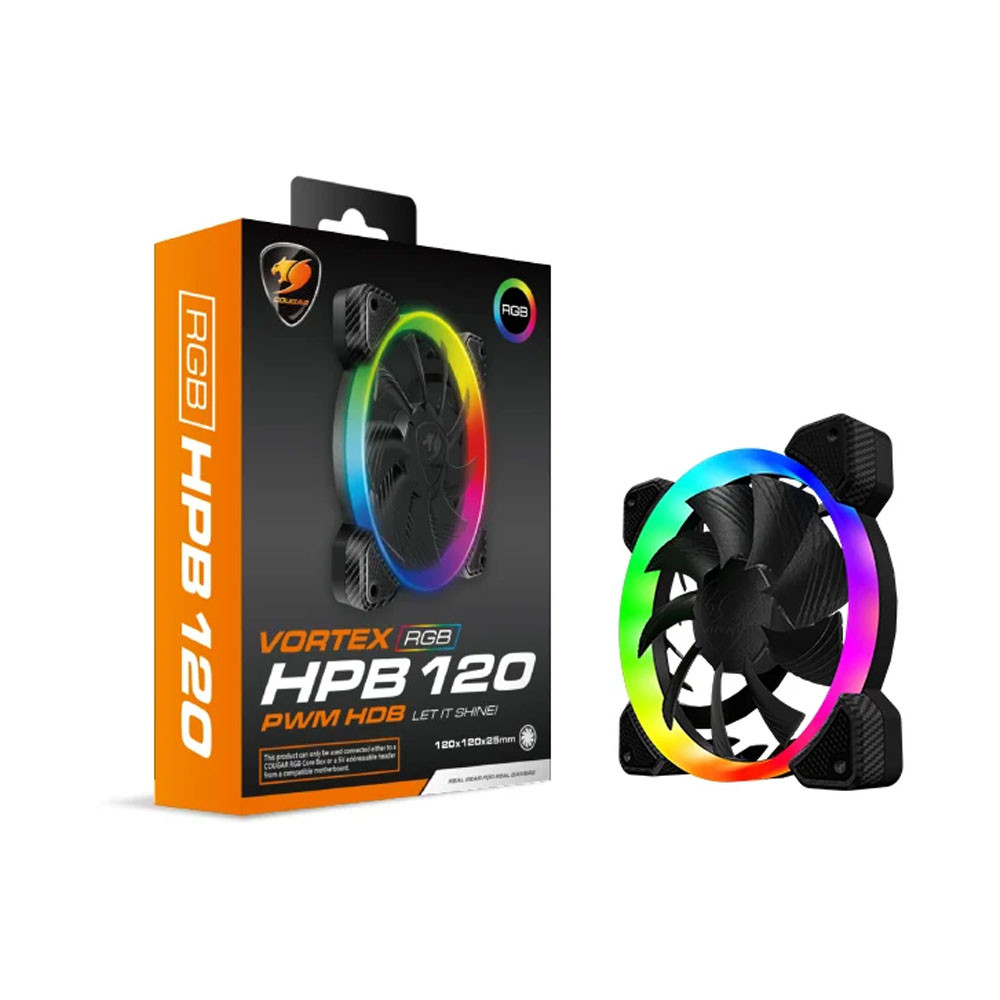 RGB HPB 120
COUGAR
RGB
VORTEX RGB
HPB 120
PWM HDB LET IT SHINE!
120x120x25mm
This product can only be used connected either to a
COUGAR RGB Core Box or a 5V addressable header
from a compatible motherboard.
REAL GEAR FOR REAL GAMERS